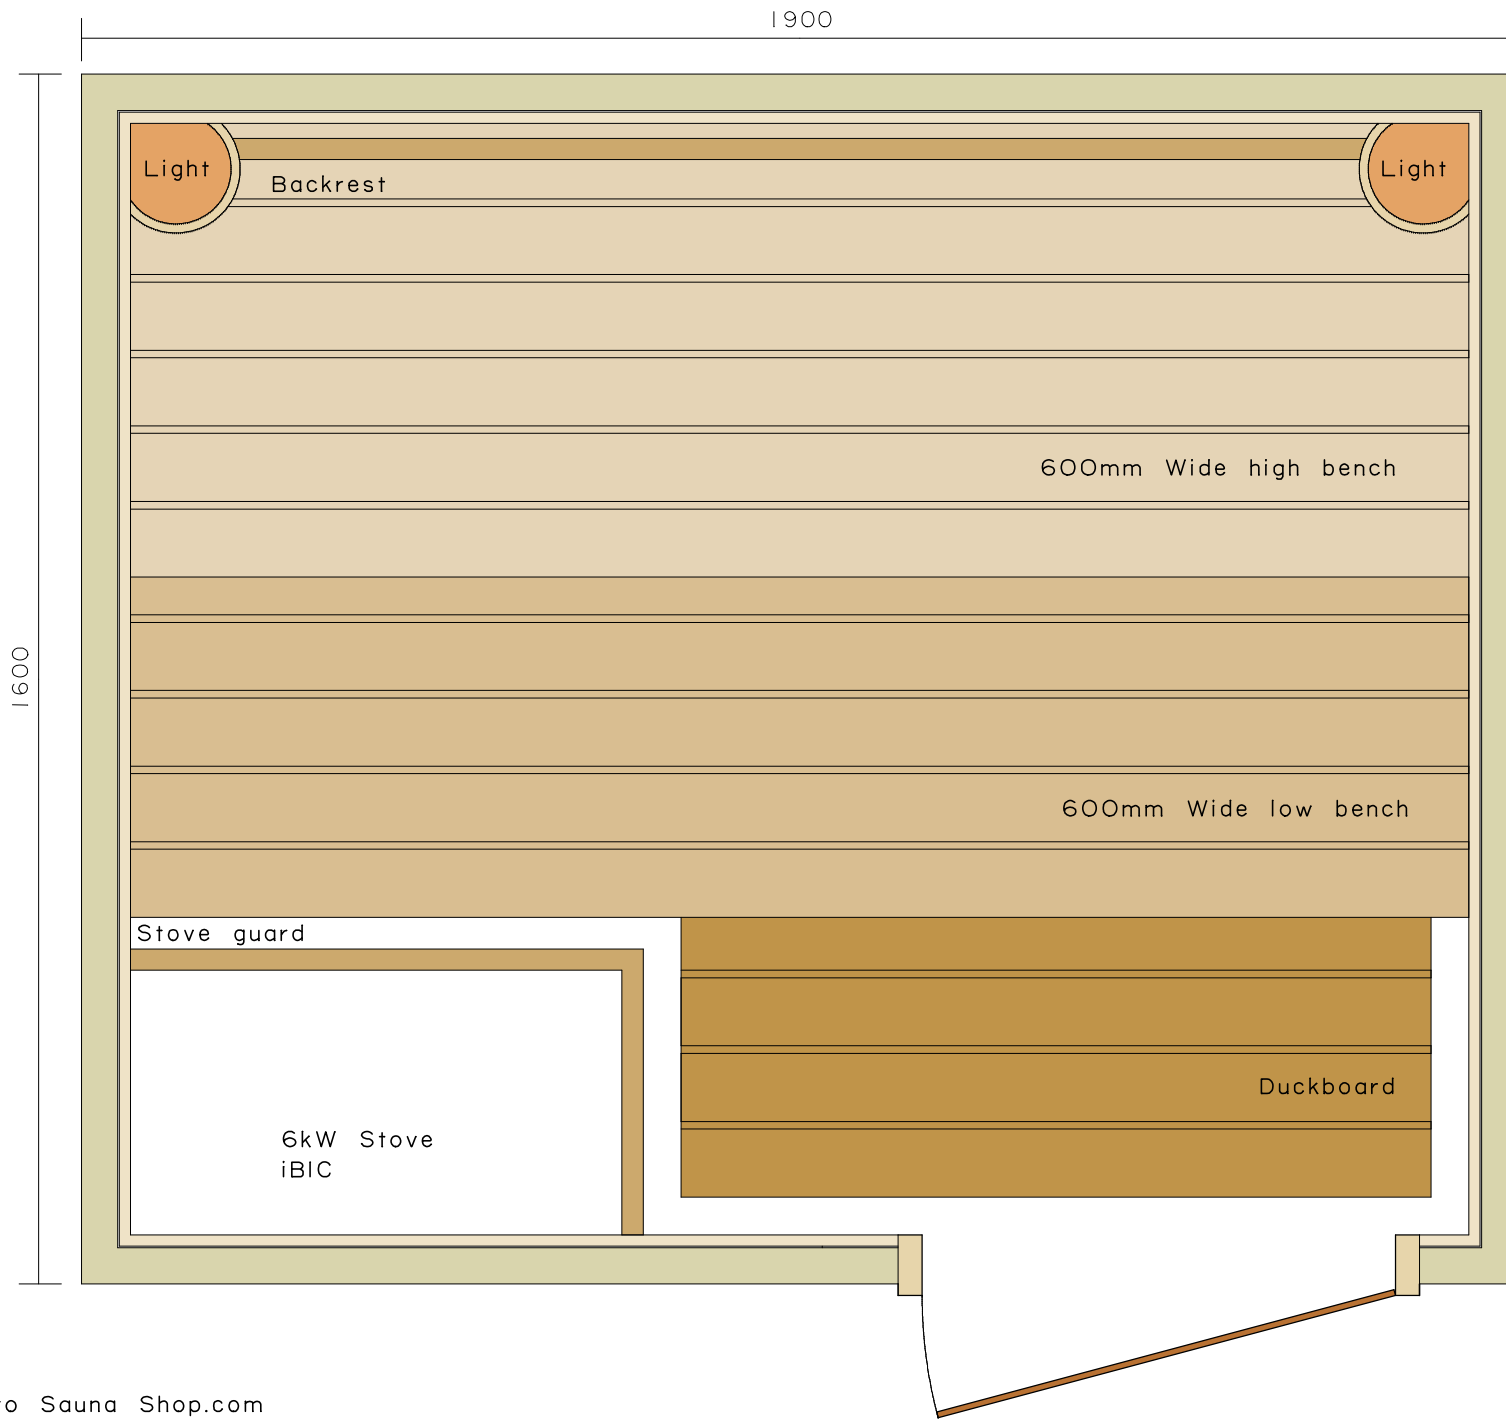 1900
Light
Light
Backrest
600mm Wide high bench
1600
600mm Wide low bench
Stove guard
Duckboard
6kW Stove
iBIC
Sauna Shop.com